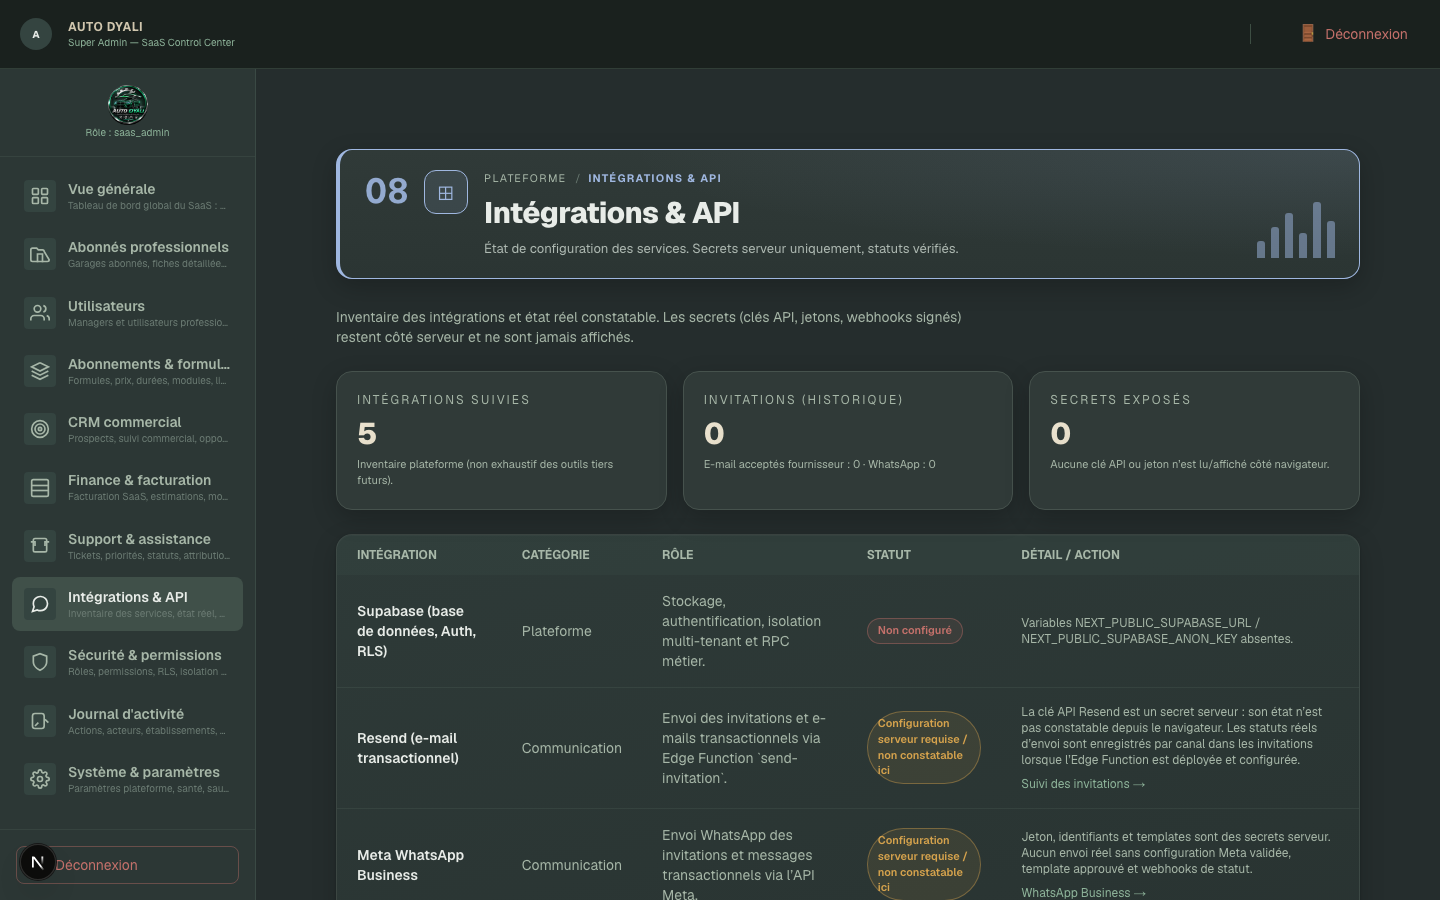 A
AUTO DYALI
Super Admin — SaaS Control Center
Déconnexion
AUTO DYALI
Rôle : saas_admin
Vue générale
Tableau de bord global du SaaS : ...
Abonnés professionnels
Garages abonnés, fiches détaillée...
Utilisateurs
Managers et utilisateurs professio...
Abonnements & formul...
Formules, prix, durées, modules, li...
CRM commercial
Prospects, suivi commercial, oppo...
Finance & facturation
Facturation SaaS, estimations, mo...
Support & assistance
Tickets, priorités, statuts, attributio...
Intégrations & API
Inventaire des services, état réel, ...
Sécurité & permissions
Rôles, permissions, RLS, isolation ...
Journal d'activité
Actions, acteurs, établissements, ...
Système & paramètres
Paramètres plateforme, santé, sau...
N
Déconnexion
08
PLATEFORME / INTÉGRATIONS & API
Intégrations & API
État de configuration des services. Secrets serveur uniquement, statuts vérifiés.
Inventaire des intégrations et état réel constatable. Les secrets (clés API, jetons, webhooks signés)
restent côté serveur et ne sont jamais affichés.
INTÉGRATIONS SUIVIES
5
Inventaire plateforme (non exhaustif des outils tiers
futurs).
INVITATIONS (HISTORIQUE)
0
E-mail acceptés fournisseur : 0 · WhatsApp : 0
SECRETS EXPOSÉS
0
Aucune clé API ou jeton n'est lu/affiché côté navigateur.
INTÉGRATION CATÉGORIE RÔLE STATUT DÉTAIL / ACTION
Supabase (base
de données, Auth,
RLS)
Plateforme
Stockage,
authentification, isolation
multi-tenant et RPC
métier.
Non configuré
Variables NEXT_PUBLIC_SUPABASE_URL /
NEXT_PUBLIC_SUPABASE_ANON_KEY absentes.
Resend (e-mail
transactionnel)
Communication
Envoi des invitations et e-
mails transactionnels via
Edge Function `send-
invitation`.
Configuration
serveur requise /
non constatable
ici
La clé API Resend est un secret serveur : son état n'est
pas constatable depuis le navigateur. Les statuts réels
d'envoi sont enregistrés par canal dans les invitations
lorsque l'Edge Function est déployée et configurée.
Suivi des invitations →
Meta WhatsApp
Business
Communication
Envoi WhatsApp des
invitations et messages
transactionnels via l'API
Meta.
Configuration
serveur requise /
non constatable
ici
Jeton, identifiants et templates sont des secrets serveur.
Aucun envoi réel sans configuration Meta validée,
template approuvé et webhooks de statut.
WhatsApp Business →